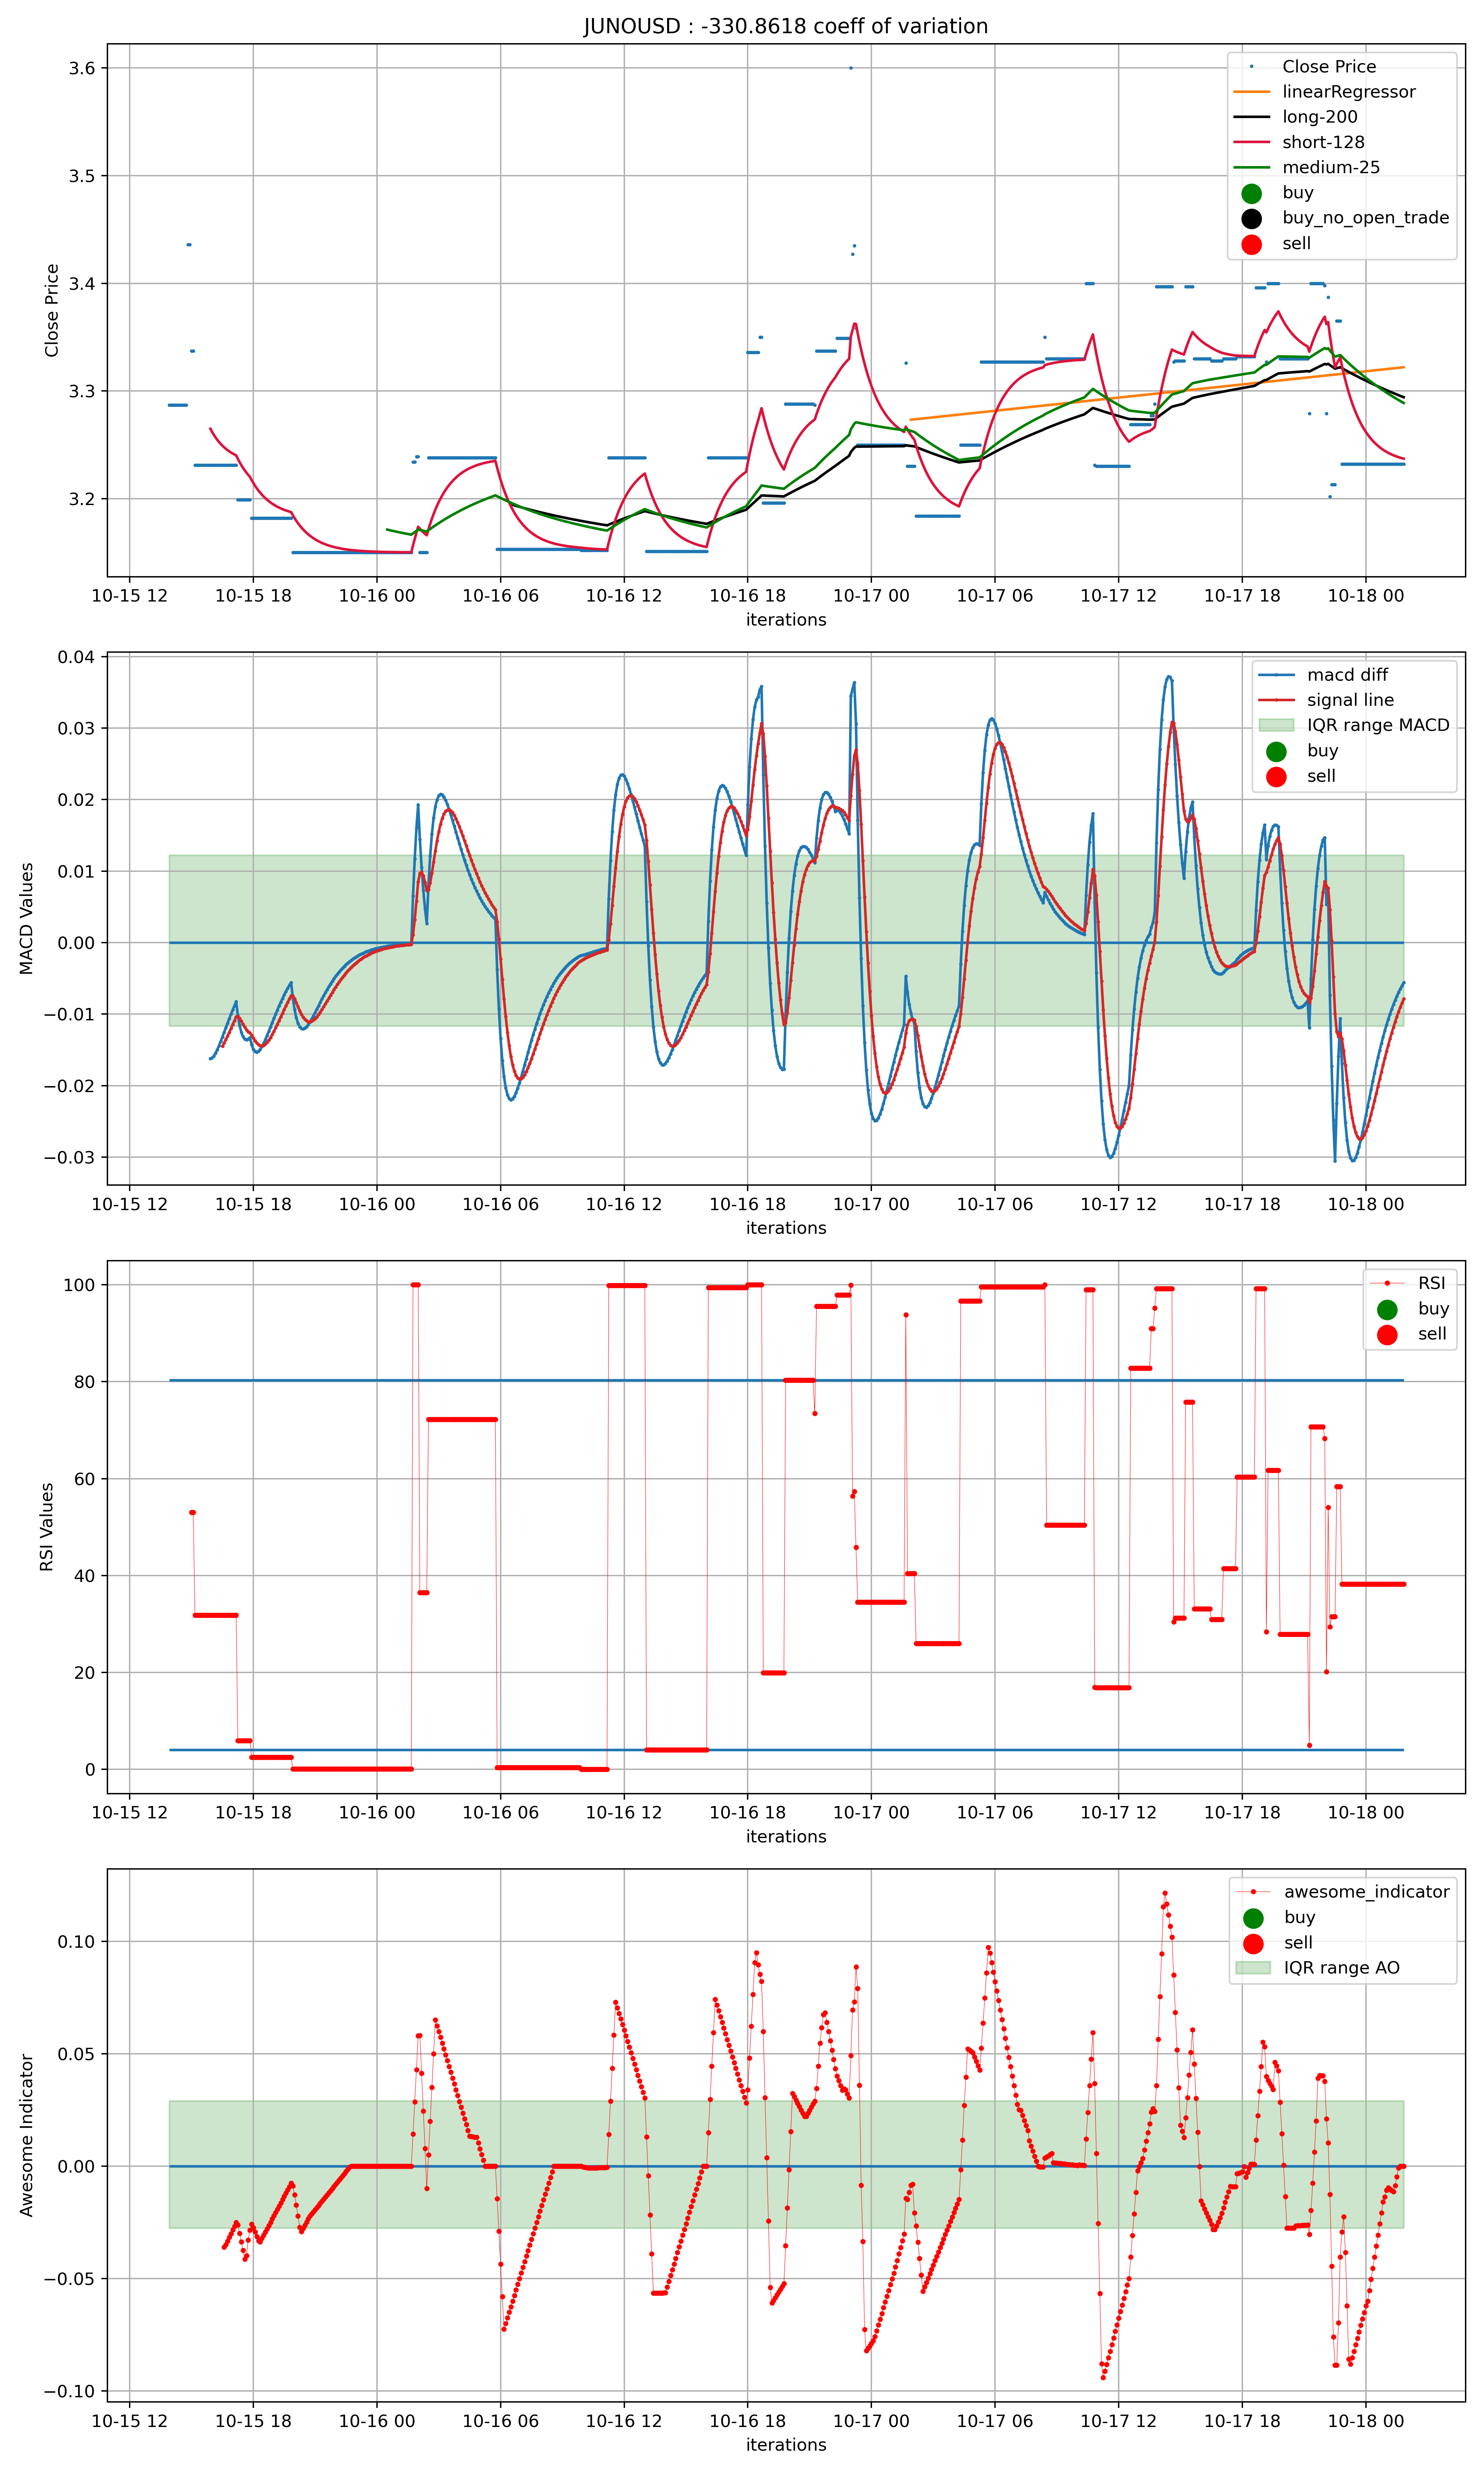 JUNOUSD : -330.8618 coeff of variation
Close Price
3.6
3.5
3.4
3.3
3.2
Close Price
linearRegressor
long-200
short-128
medium-25
buy
buy_no_open_trade
sell
10-15 12
10-15 18
10-16 00
10-16 06
10-16 12
10-16 18
10-17 00
10-17 06
10-17 12
10-17 18
10-18 00
iterations
MACD Values
0.04
0.03
0.02
0.01
0.00
−0.01
−0.02
−0.03
macd diff
signal line
IQR range MACD
buy
sell
10-15 12
10-15 18
10-16 00
10-16 06
10-16 12
10-16 18
10-17 00
10-17 06
10-17 12
10-17 18
10-18 00
iterations
RSI Values
100
80
60
40
20
0
RSI
buy
sell
10-15 12
10-15 18
10-16 00
10-16 06
10-16 12
10-16 18
10-17 00
10-17 06
10-17 12
10-17 18
10-18 00
iterations
Awesome Indicator
0.10
0.05
0.00
−0.05
−0.10
awesome_indicator
buy
sell
IQR range AO
10-15 12
10-15 18
10-16 00
10-16 06
10-16 12
10-16 18
10-17 00
10-17 06
10-17 12
10-17 18
10-18 00
iterations